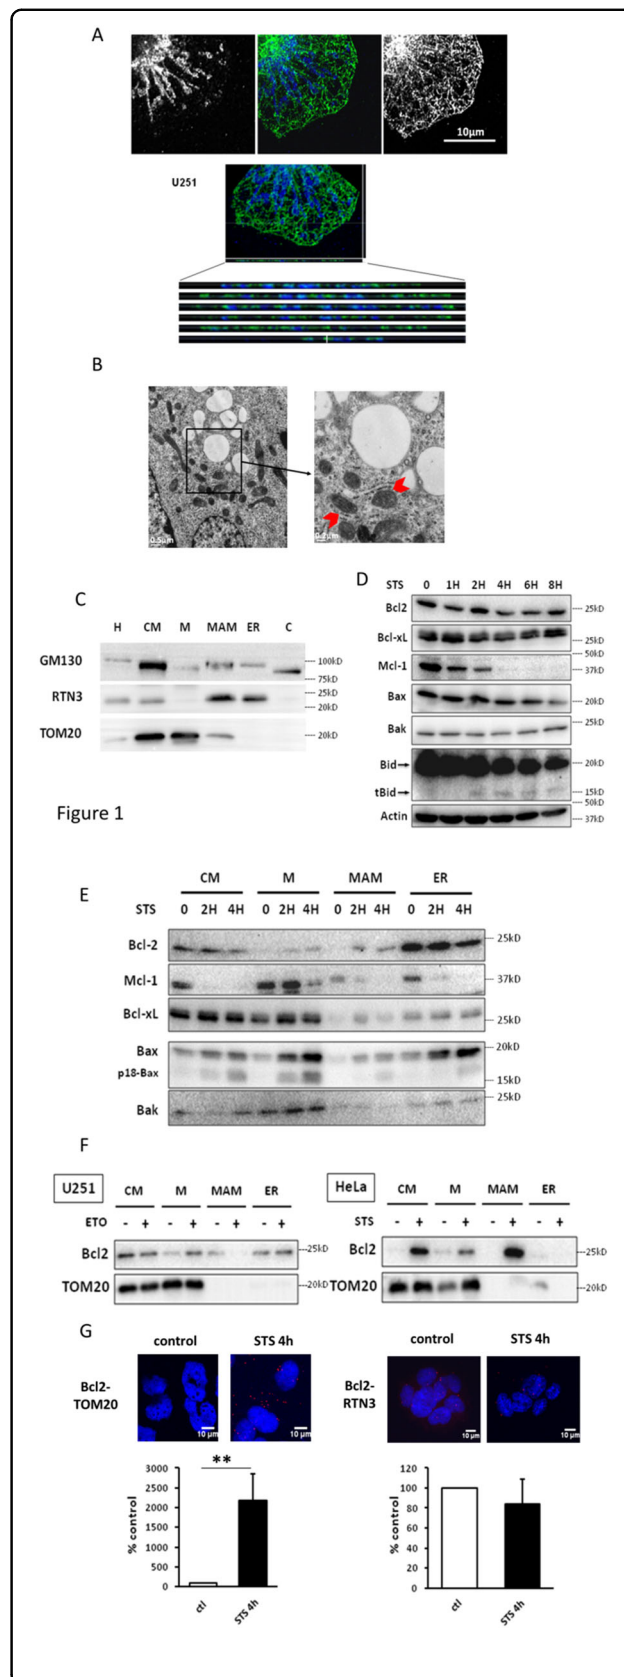 A
10μm
U251
B
0.5μm
0.2μm
C
H CM M MAM ER C
GM130
100kD
75kD
RTN3
25kD
20kD
TOM20
20kD
Figure 1
D
STS 0 1H 2H 4H 6H 8H
Bcl2
25kD
Bcl-xL
25kD
50kD
Mcl-1
37kD
Bax
20kD
25kD
Bak
Bid
20kD
tBid
15kD
50kD
Actin
37kD
E
CM M MAM ER
STS 0 2H 4H 0 2H 4H 0 2H 4H 0 2H 4H
Bcl-2
25kD
Mcl-1
37kD
Bcl-xL
25kD
Bax
20kD
p18-Bax
15kD
Bak
25kD
F
U251
CM M MAM ER
ETO - + - + - + - +
Bcl2
25kD
TOM20
20kD
HeLa
CM M MAM ER
STS - + - + - + - +
Bcl2
25kD
TOM20
20kD
G
control STS 4h
Bcl2-
TOM20
10 μm 10 μm
**
% control
3000
2500
2000
1500
1000
500
0
ctl STS 4h
control STS 4h
Bcl2-
RTN3
10 μm 10 μm
% control
120
100
80
60
40
20
0
ctl STS 4h